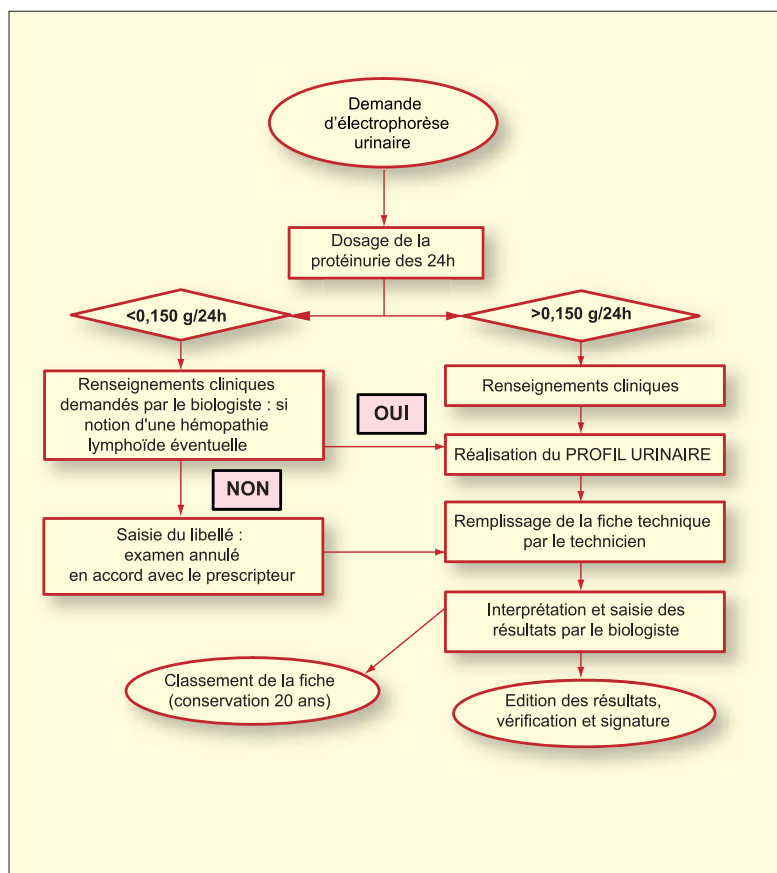 Demande
d'électrophorèse
urinaire
Dosage de la
protéinurie des 24h
<0,150 g/24h
>0,150 g/24h
Renseignements cliniques
demandés par le biologiste : si
notion d'une hémopathie
lymphoïde éventuelle
OUI
Renseignements cliniques
Réalisation du PROFIL URINAIRE
NON
Saisie du libellé :
examen annulé
en accord avec le prescripteur
Remplissage de la fiche technique
par le technicien
Interprétation et saisie des
résultats par le biologiste
Classement de la fiche
(conservation 20 ans)
Edition des résultats,
vérification et signature